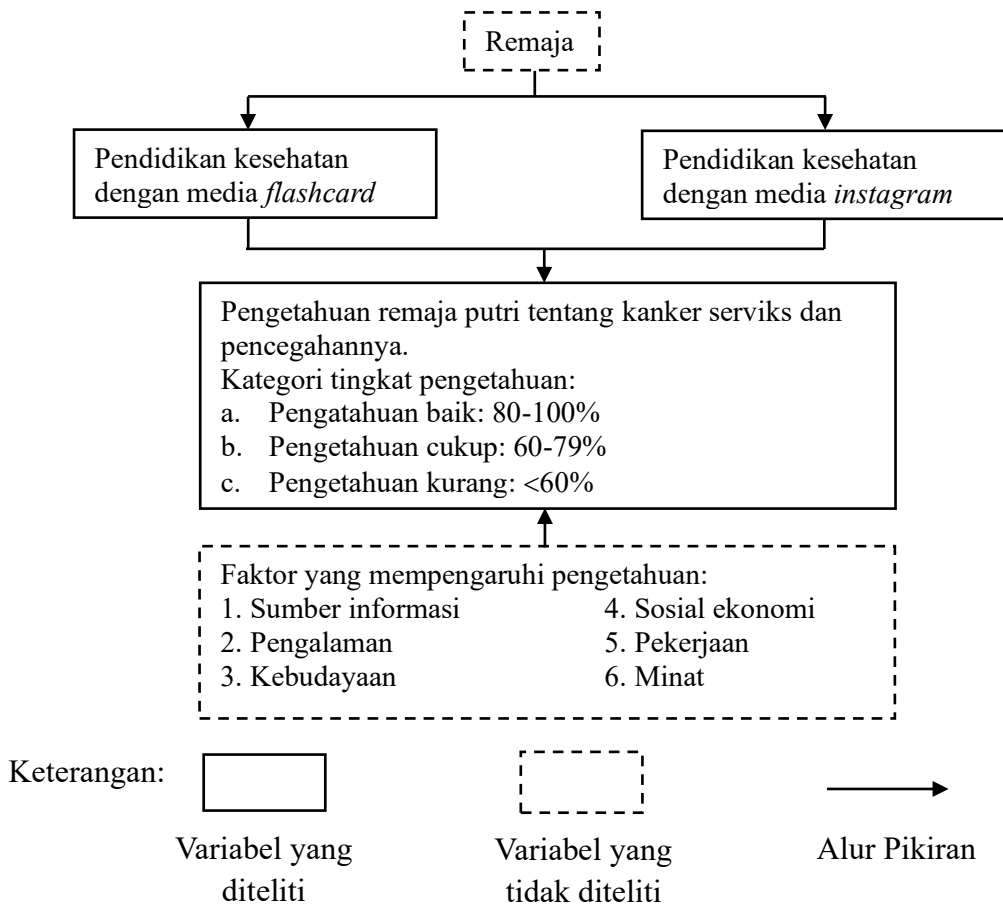 Remaja
Pendidikan kesehatan
dengan media flashcard
Pendidikan kesehatan
dengan media instagram
Pengetahuan remaja putri tentang kanker serviks dan
pencegahannya.
Kategori tingkat pengetahuan:
a. Pengatahuan baik: 80-100%
b. Pengetahuan cukup: 60-79%
c. Pengetahuan kurang: <60%
Faktor yang mempengaruhi pengetahuan:
1. Sumber informasi
2. Pengalaman
3. Kebudayaan
4. Sosial ekonomi
5. Pekerjaan
6. Minat
Keterangan:
Variabel yang
diteliti
Variabel yang
tidak diteliti
Alur Pikiran